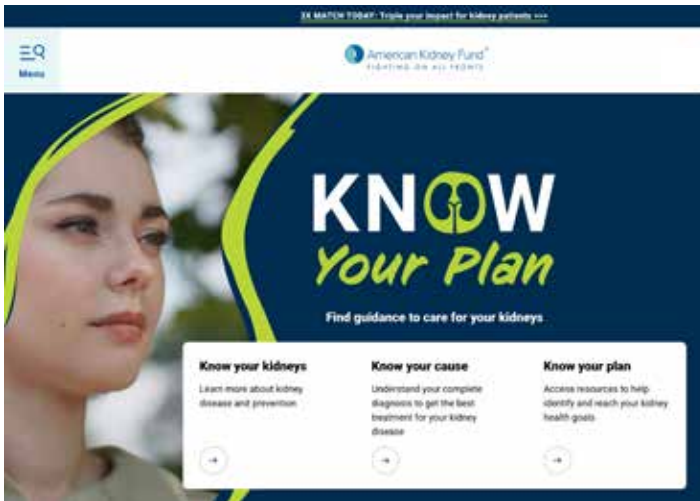 3X MATCH TODAY: Triple your impact for kidney patients >>>
Menu
American Kidney Fund®
FIGHTING ON ALL FRONTS
KNOW
Your Plan
Find guidance to care for your kidneys
Know your kidneys
Learn more about kidney
disease and prevention
Know your cause
Understand your complete
diagnosis to get the best
treatment for your kidney
disease
Know your plan
Access resources to help
identify and reach your kidney
health goals